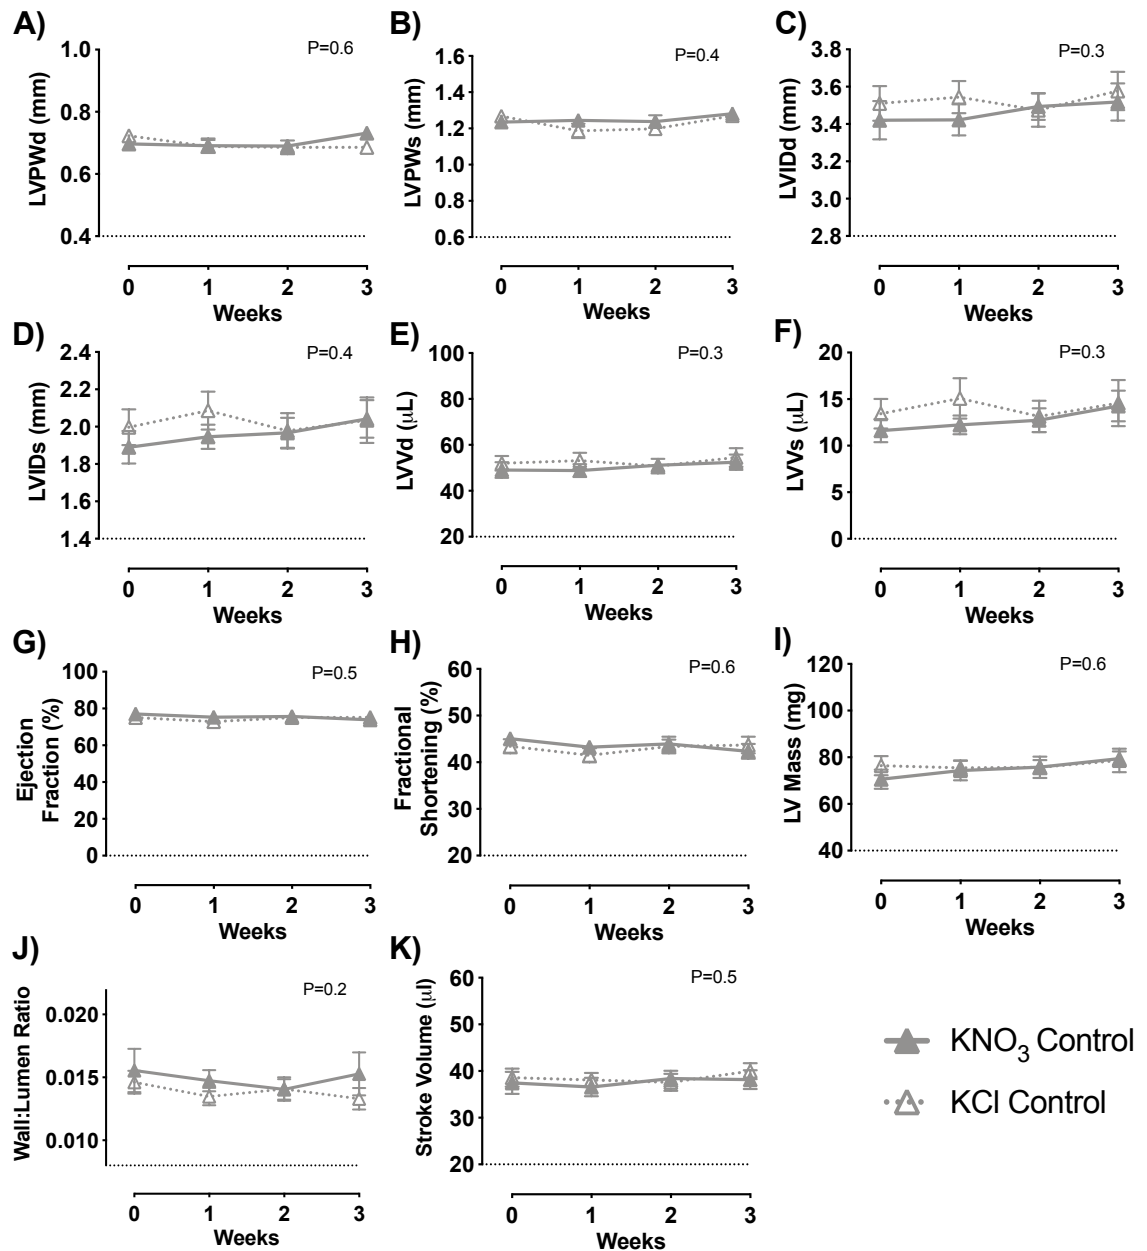 A)
P=0.6
LVPWd (mm)
1.0
0.8
0.6
0.4
0 1 2 3
Weeks
B)
P=0.4
LVPWs (mm)
1.6
1.4
1.2
1.0
0.8
0.6
0 1 2 3
Weeks
C)
P=0.3
LVIDd (mm)
3.8
3.6
3.4
3.2
3.0
2.8
0 1 2 3
Weeks
D)
P=0.4
LVIDs (mm)
2.4
2.2
2.0
1.8
1.6
1.4
0 1 2 3
Weeks
E)
P=0.3
LVVd (μL)
100
80
60
40
20
0 1 2 3
Weeks
F)
P=0.3
LVVs (μL)
20
15
10
5
0
0 1 2 3
Weeks
G)
P=0.5
Ejection
Fraction (%)
100
80
60
40
20
0
0 1 2 3
Weeks
H)
P=0.6
Fractional
Shortening (%)
60
50
40
30
20
0 1 2 3
Weeks
I)
P=0.6
LV Mass (mg)
120
100
80
60
40
0 1 2 3
Weeks
J)
P=0.2
Wall:Lumen Ratio
0.020
0.015
0.010
0 1 2 3
Weeks
K)
P=0.5
Stroke Volume (μl)
60
50
40
30
20
0 1 2 3
Weeks
KNO₃ Control
KCl Control